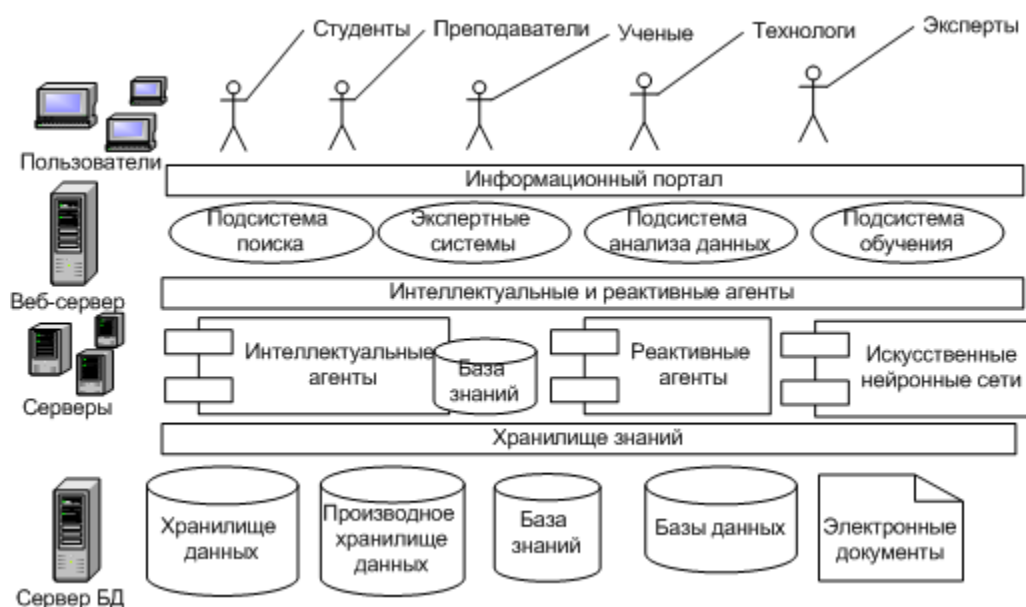 Студенты
Преподаватели
Ученые
Технологи
Эксперты
Пользователи
Информационный портал
Подсистема
поиска
Экспертные
системы
Подсистема
анализа данных
Подсистема
обучения
Веб-сервер
Интеллектуальные и реактивные агенты
Интеллектуальные
агенты
База
знаний
Реактивные
агенты
Искусственные
нейронные сети
Серверы
Хранилище знаний
Хранилище
данных
Производное
хранилище
данных
База
знаний
Базы данных
Электронные
документы
Сервер БД